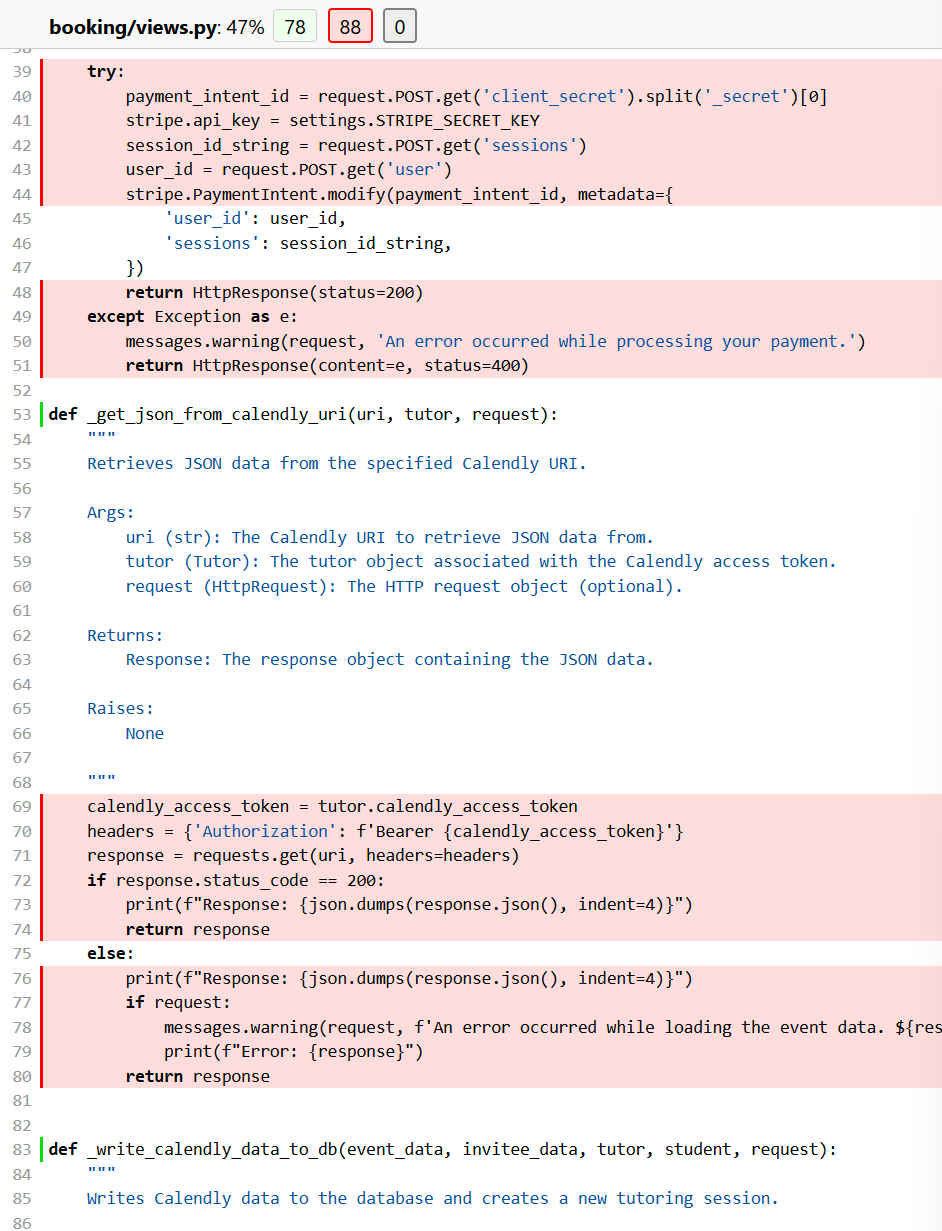 booking/views.py: 47% 78 88 0
38
39 try:
40 payment_intent_id = request.POST.get('client_secret').split('_secret')[0]
41 stripe.api_key = settings.STRIPE_SECRET_KEY
42 session_id_string = request.POST.get('sessions')
43 user_id = request.POST.get('user')
44 stripe.PaymentIntent.modify(payment_intent_id, metadata={
45 'user_id': user_id,
46 'sessions': session_id_string,
47 })
48 return HttpResponse(status=200)
49 except Exception as e:
50 messages.warning(request, 'An error occurred while processing your payment.')
51 return HttpResponse(content=e, status=400)
52
53 def _get_json_from_calendly_uri(uri, tutor, request):
54 """
55 Retrieves JSON data from the specified Calendly URI.
56
57 Args:
58 uri (str): The Calendly URI to retrieve JSON data from.
59 tutor (Tutor): The tutor object associated with the Calendly access token.
60 request (HttpRequest): The HTTP request object (optional).
61
62 Returns:
63 Response: The response object containing the JSON data.
64
65 Raises:
66 None
67
68 """
69 calendly_access_token = tutor.calendly_access_token
70 headers = {'Authorization': f'Bearer {calendly_access_token}'}
71 response = requests.get(uri, headers=headers)
72 if response.status_code == 200:
73 print(f"Response: {json.dumps(response.json(), indent=4)}")
74 return response
75 else:
76 print(f"Response: {json.dumps(response.json(), indent=4)}")
77 if request:
78 messages.warning(request, f'An error occurred while loading the event data. ${res
79 print(f"Error: {response}")
80 return response
81
82
83 def _write_calendly_data_to_db(event_data, invitee_data, tutor, student, request):
84 """
85 Writes Calendly data to the database and creates a new tutoring session.
86